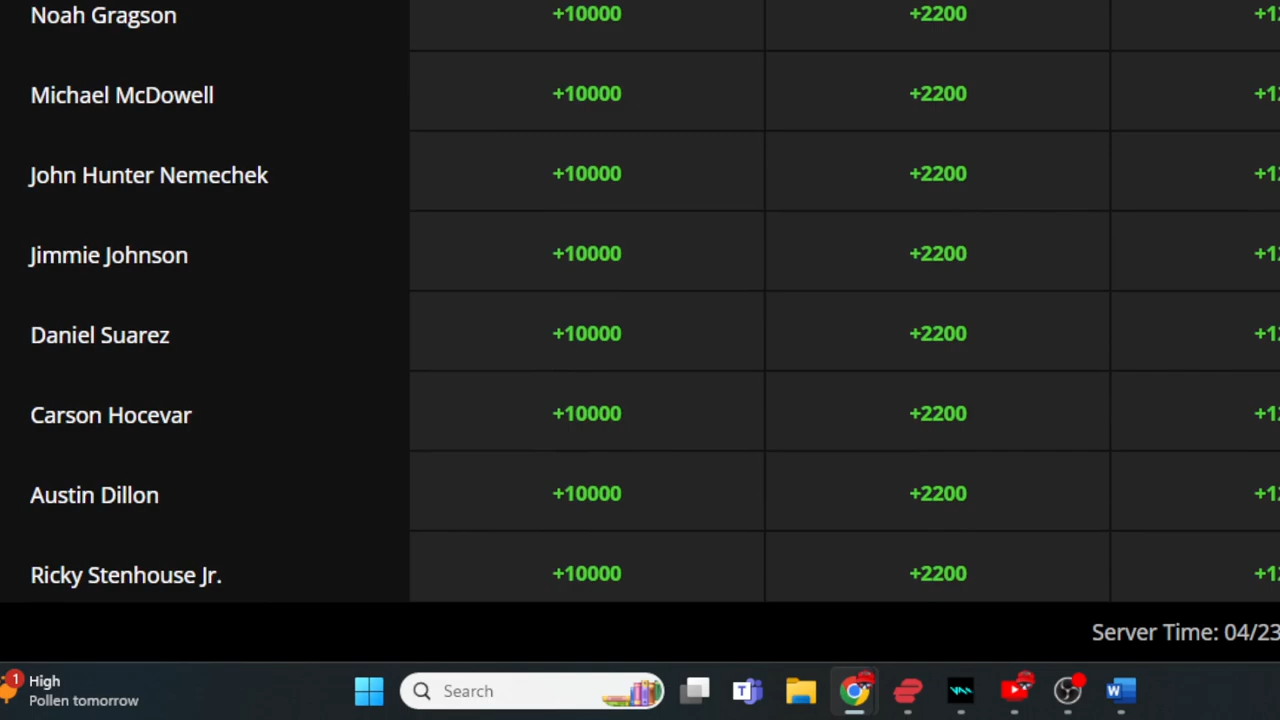 Noah Gragson +10000 +2200
Michael McDowell +10000 +2200
John Hunter Nemechek +10000 +2200
Jimmie Johnson +10000 +2200
Daniel Suarez +10000 +2200
Carson Hocevar +10000 +2200
Austin Dillon +10000 +2200
Ricky Stenhouse Jr. +10000 +2200
Server Time: 04/23
1 High
Pollen tomorrow
Search